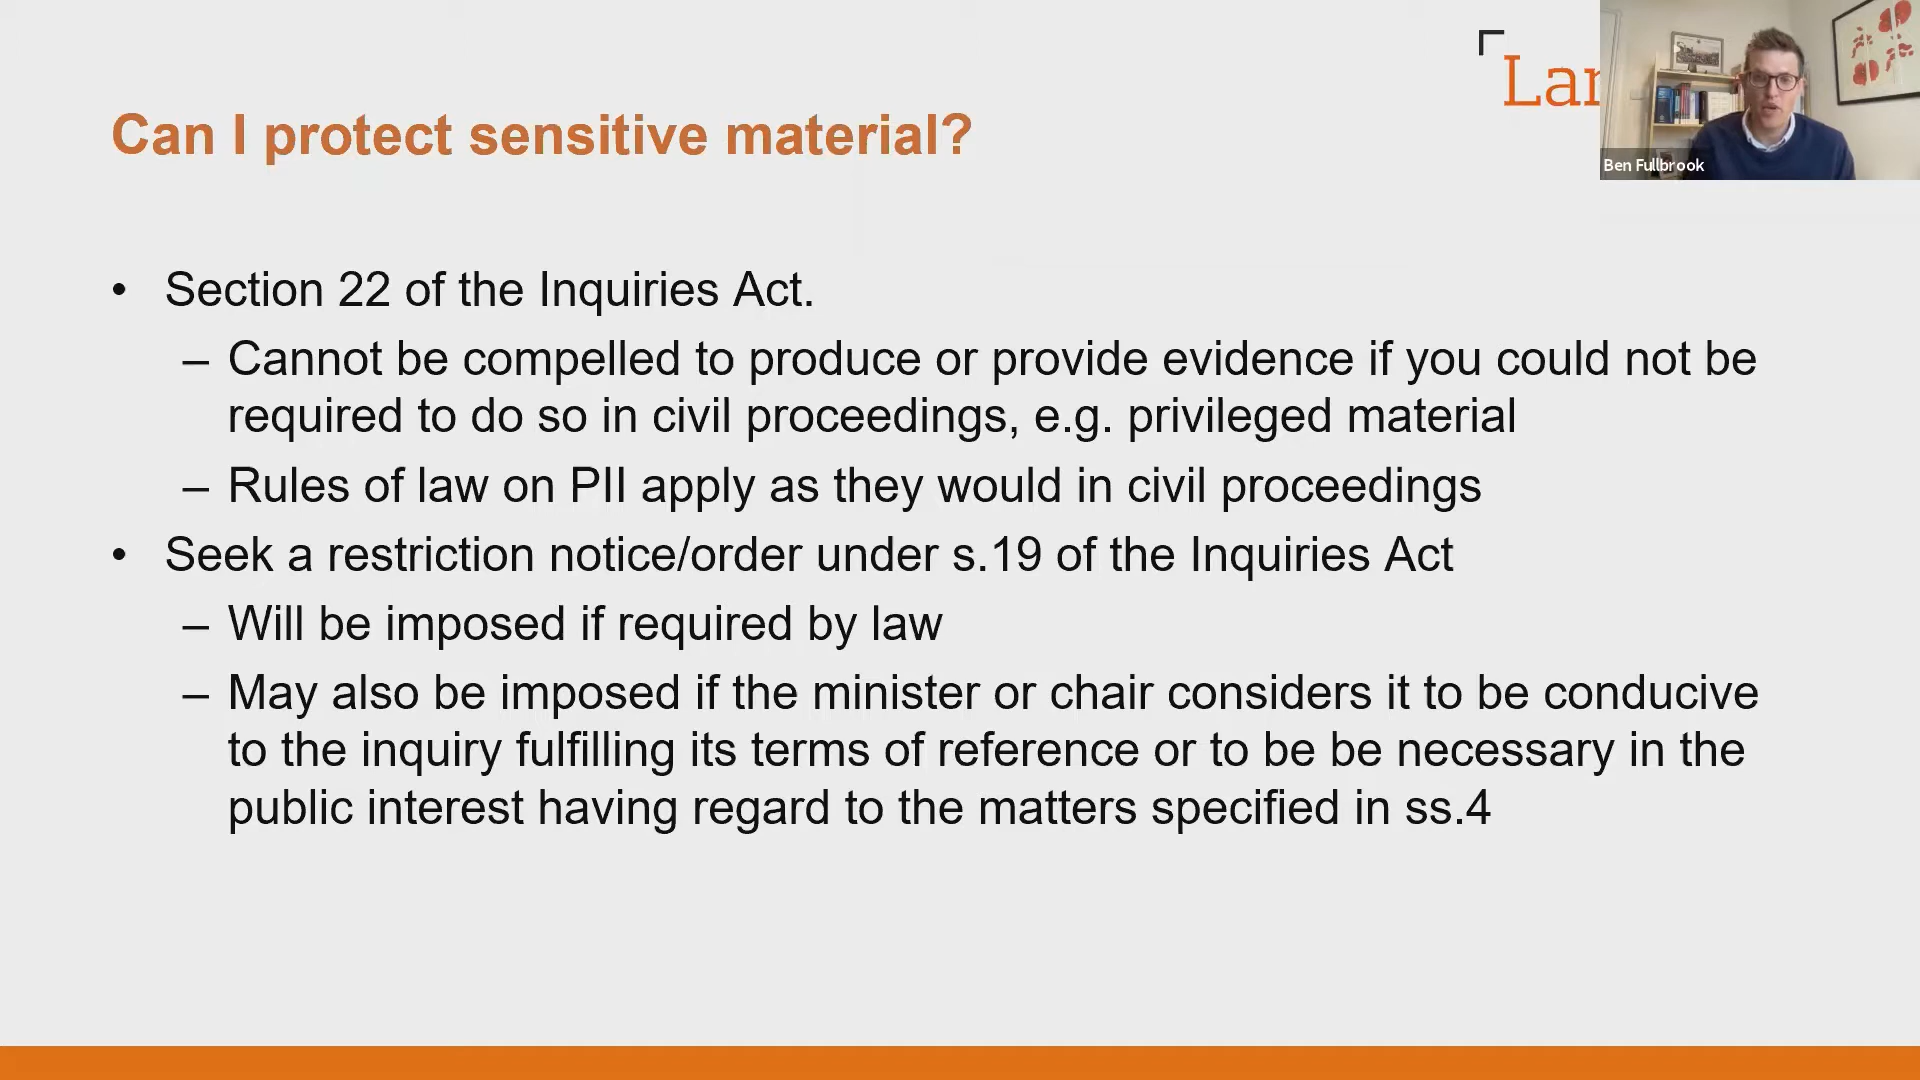 Lan
Ben Fullbrook
Can I protect sensitive material?
• Section 22 of the Inquiries Act.
– Cannot be compelled to produce or provide evidence if you could not be
required to do so in civil proceedings, e.g. privileged material
– Rules of law on PII apply as they would in civil proceedings
• Seek a restriction notice/order under s.19 of the Inquiries Act
– Will be imposed if required by law
– May also be imposed if the minister or chair considers it to be conducive
to the inquiry fulfilling its terms of reference or to be be necessary in the
public interest having regard to the matters specified in ss.4